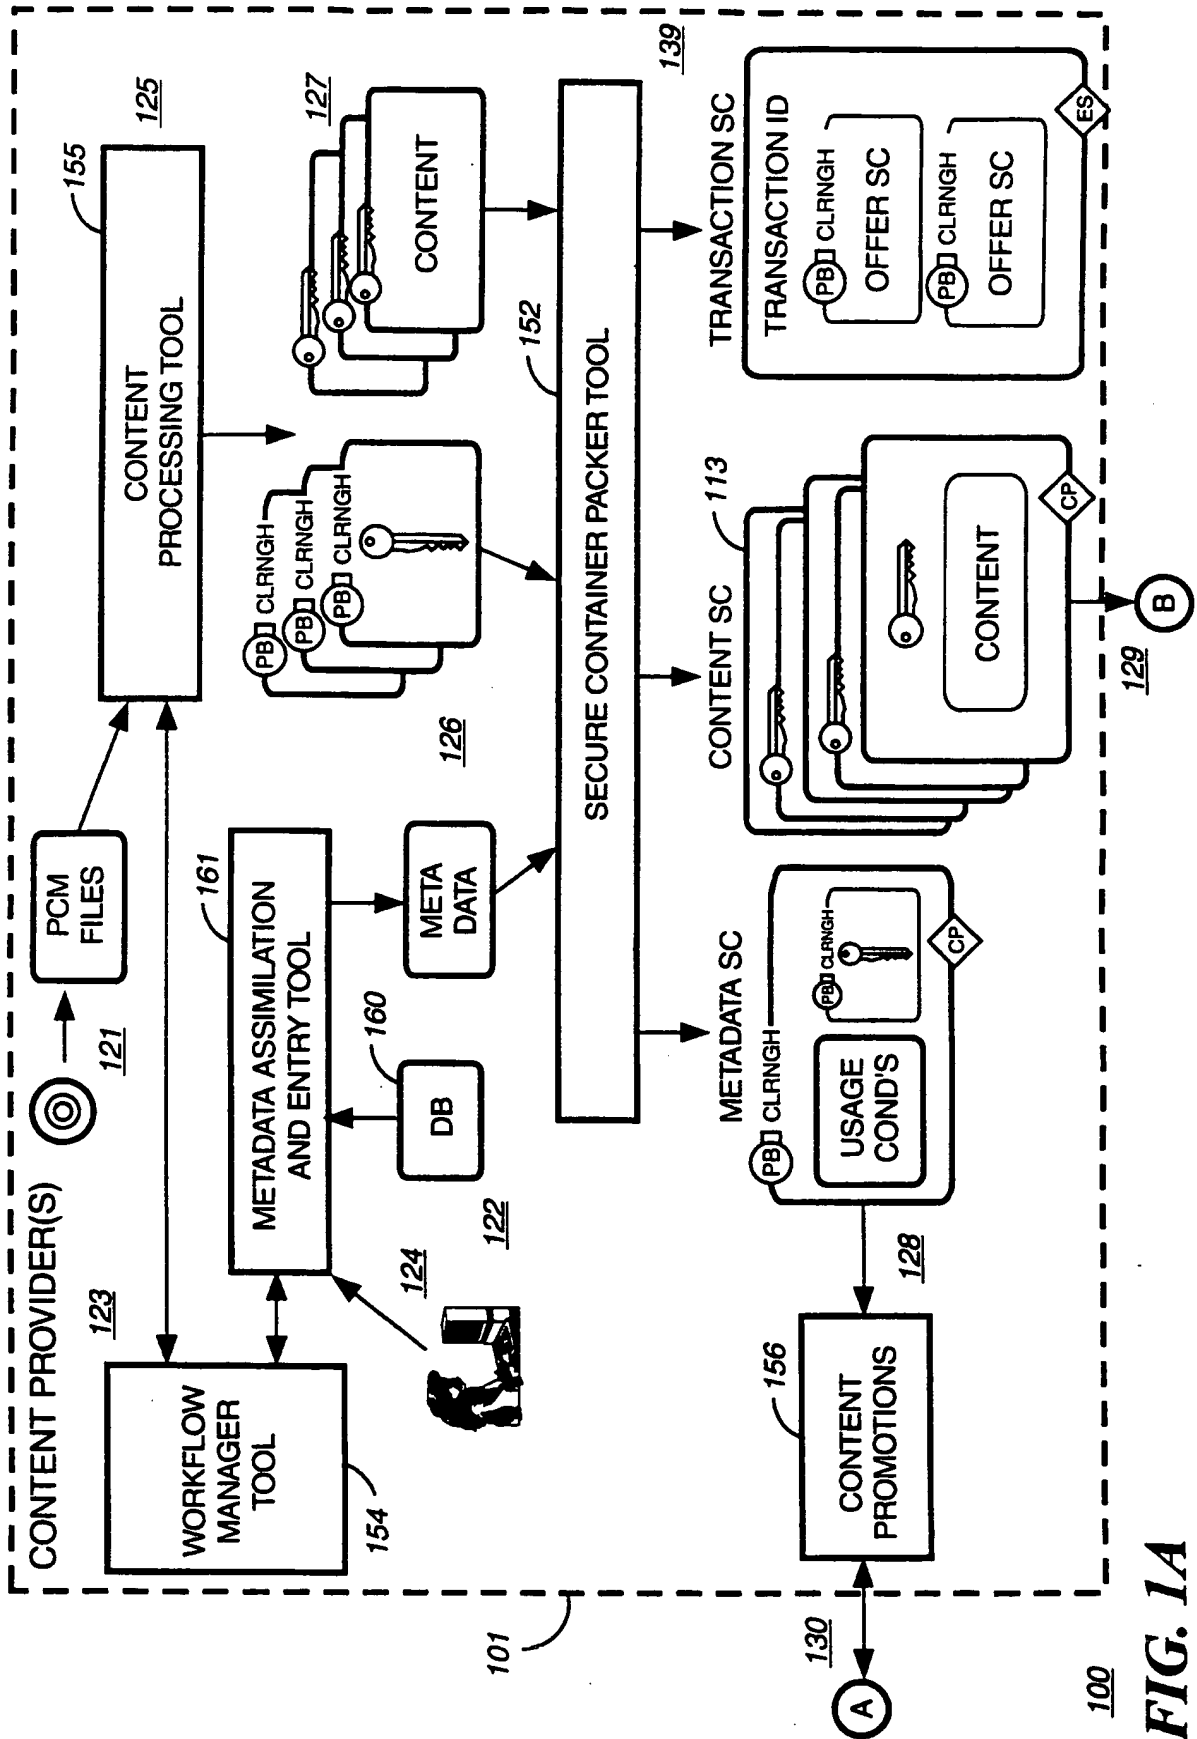 CONTENT PROVIDER(S)
123
WORKFLOW
MANAGER
TOOL
154
121
PCM
FILES
155
125
CONTENT
PROCESSING TOOL
161
METADATA ASSIMILATION
AND ENTRY TOOL
124
122
160
DB
META
DATA
126
PB CLRNGH
PB CLRNGH
PB CLRNGH
127
CONTENT
152
SECURE CONTAINER PACKER TOOL
139
METADATA SC
PB CLRNGH
USAGE
COND'S
PB CLRNGH
CP
CONTENT SC
113
CONTENT
CP
TRANSACTION SC
TRANSACTION ID
PB CLRNGH
OFFER SC
PB CLRNGH
OFFER SC
ES
128
156
CONTENT
PROMOTIONS
101
130
A
129
B
100
FIG. 1A